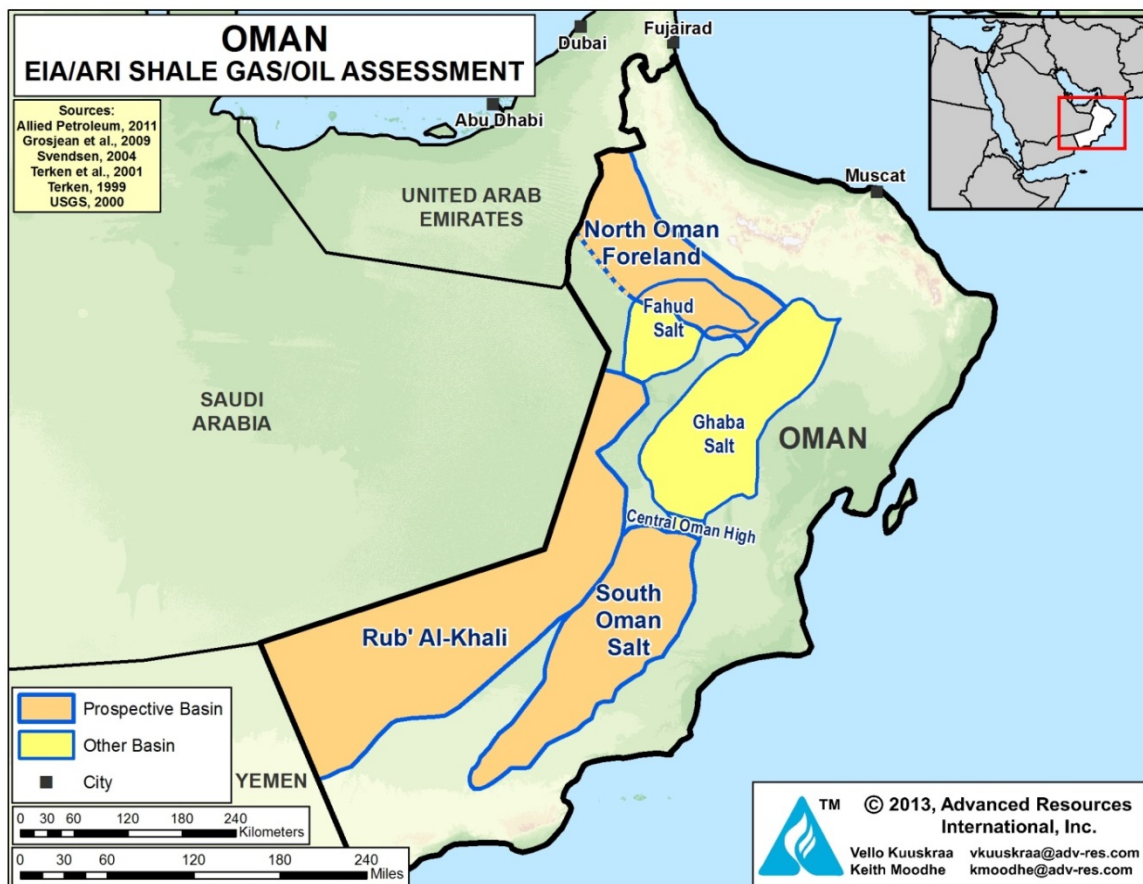 OMAN
EIA/ARI SHALE GAS/OIL ASSESSMENT
Sources:
Allied Petroleum, 2011
Grosjean et al., 2009
Svendsen, 2004
Terken et al., 2001
Terken, 1999
USGS, 2000
Dubai
Fujairad
Abu Dhabi
Muscat
UNITED ARAB
EMIRATES
North Oman
Foreland
Fahud
Salt
SAUDI
ARABIA
Ghaba
Salt
OMAN
Central Oman High
South
Oman
Salt
Rub' Al-Khali
YEMEN
Prospective Basin
Other Basin
City
0 30 60 120 180 240
Kilometers
0 30 60 120 180 240
Miles
TM
© 2013, Advanced Resources
International, Inc.
Vello Kuuskraa vkuuskraa@adv-res.com
Keith Moodhe kmoodhe@adv-res.com